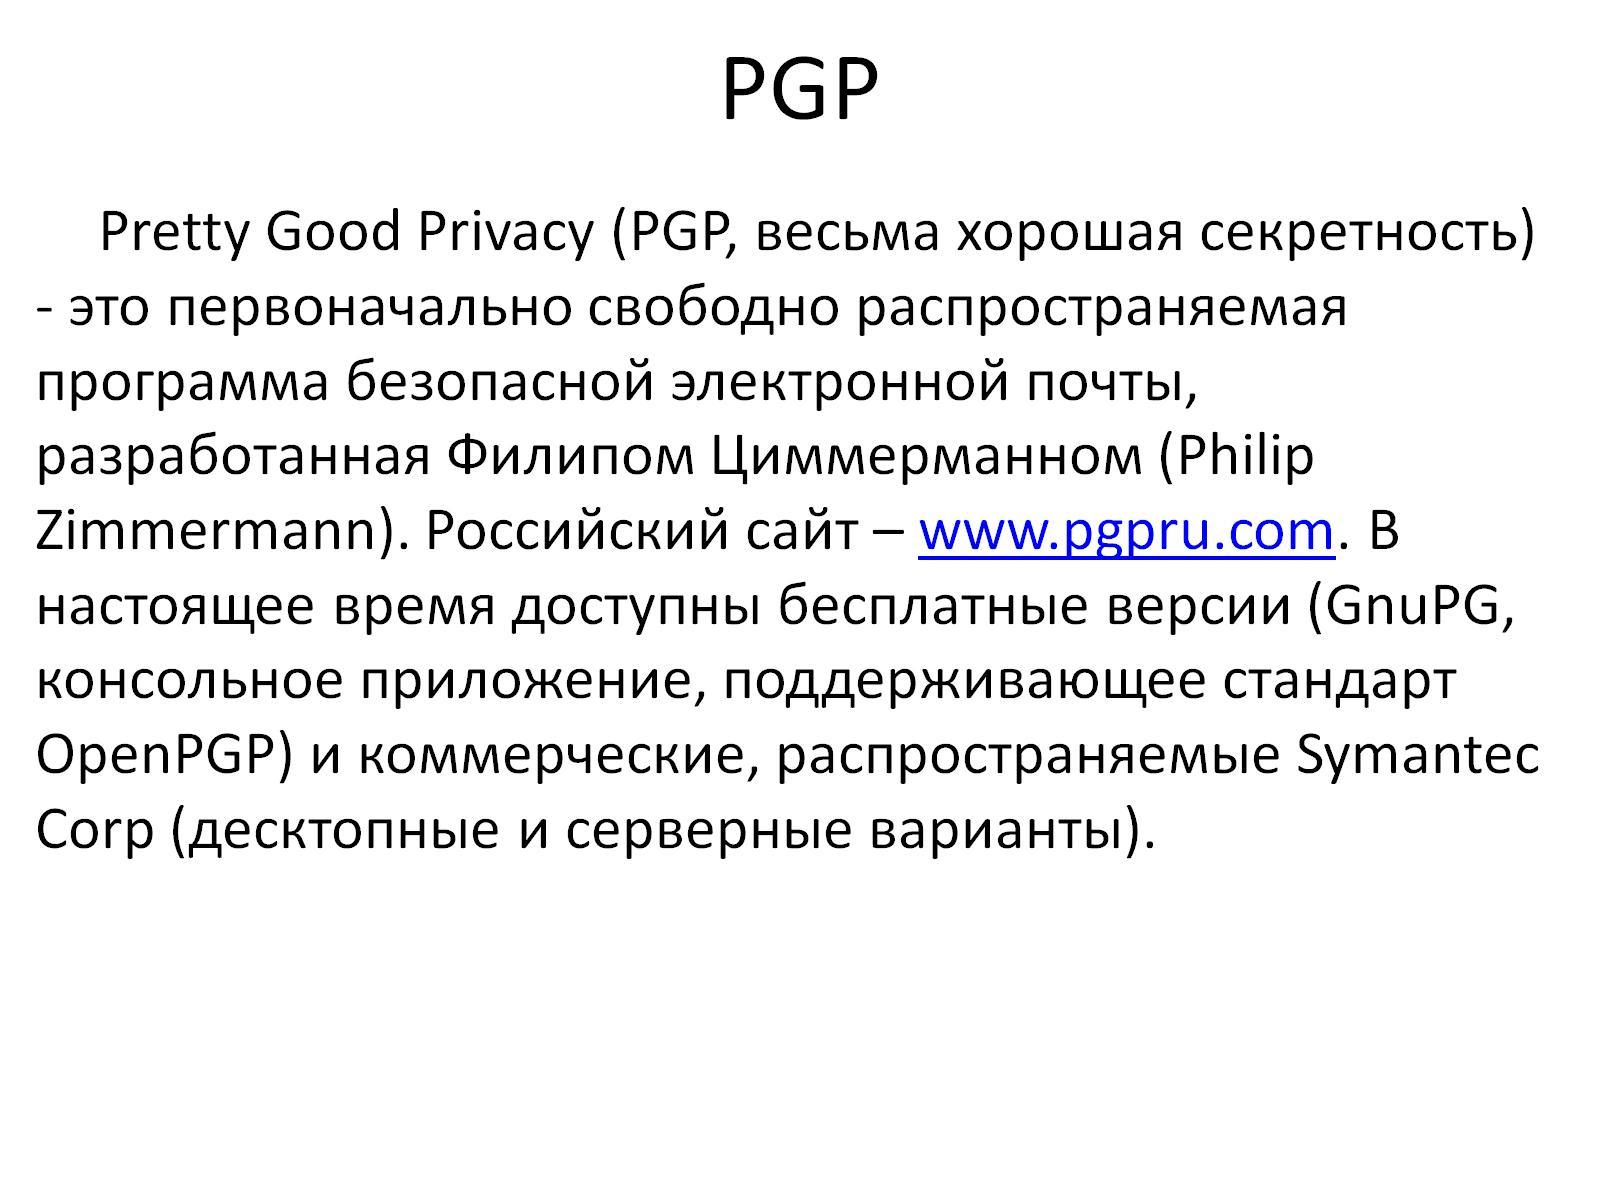 PGP
Pretty Good Privacy (PGP, весьма хорошая секретность)
- это первоначально свободно распространяемая
программа безопасной электронной почты,
разработанная Филипом Циммерманном (Philip
Zimmermann). Российский сайт – www.pgpru.com. В
настоящее время доступны бесплатные версии (GnuPG,
консольное приложение, поддерживающее стандарт
OpenPGP) и коммерческие, распространяемые Symantec
Corp (десктопные и серверные варианты).